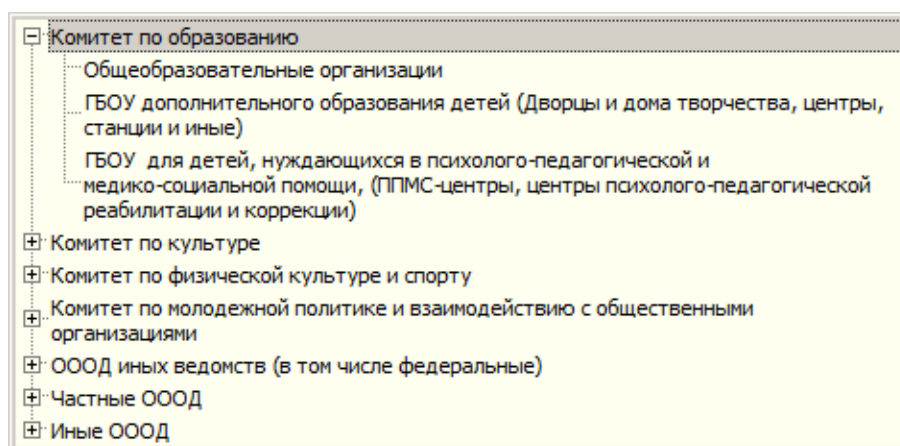 Комитет по образованию
Общеобразовательные организации
ГБОУ дополнительного образования детей (Дворцы и дома творчества, центры,
станции и иные)
ГБОУ для детей, нуждающихся в психолого-педагогической и
медико-социальной помощи, (ППМС-центры, центры психолого-педагогической
реабилитации и коррекции)
Комитет по культуре
Комитет по физической культуре и спорту
Комитет по молодежной политике и взаимодействию с общественными
организациями
ОООД иных ведомств (в том числе федеральные)
Частные ОООД
Иные ОООД